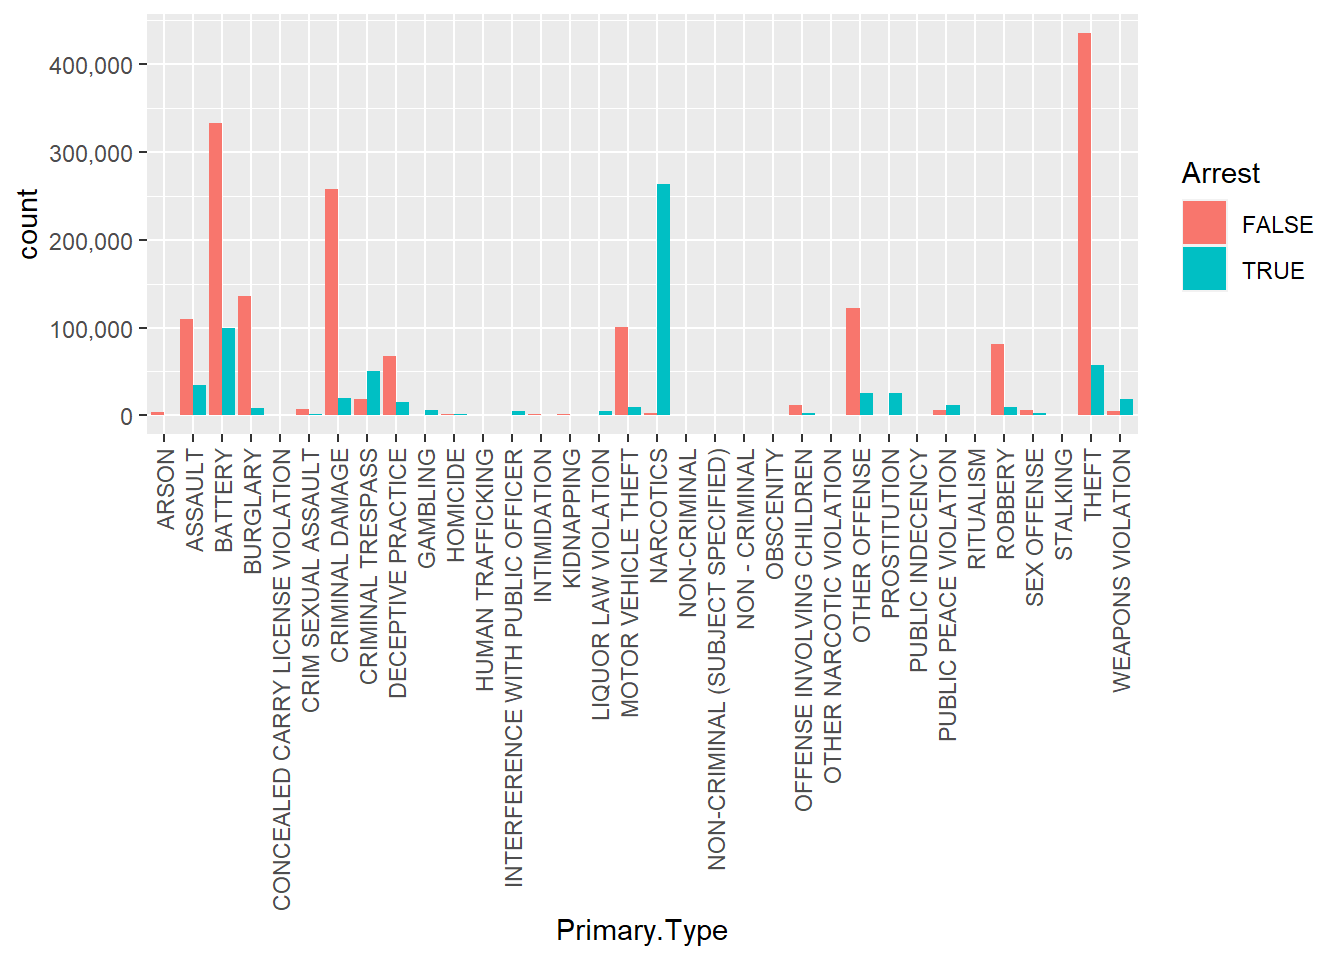 400,000
300,000
200,000
100,000
0
count
ARSON
ASSAULT
BATTERY
BURGLARY
CONCEALED CARRY LICENSE VIOLATION
CRIM SEXUAL ASSAULT
CRIMINAL DAMAGE
CRIMINAL TRESPASS
DECEPTIVE PRACTICE
GAMBLING
HOMICIDE
HUMAN TRAFFICKING
INTERFERENCE WITH PUBLIC OFFICER
INTIMIDATION
KIDNAPPING
LIQUOR LAW VIOLATION
MOTOR VEHICLE THEFT
NARCOTICS
NON-CRIMINAL
NON-CRIMINAL (SUBJECT SPECIFIED)
NON - CRIMINAL
OBSCENITY
OFFENSE INVOLVING CHILDREN
OTHER NARCOTIC VIOLATION
OTHER OFFENSE
PROSTITUTION
PUBLIC INDECENCY
PUBLIC PEACE VIOLATION
RITUALISM
ROBBERY
SEX OFFENSE
STALKING
THEFT
WEAPONS VIOLATION
Primary.Type
Arrest
FALSE
TRUE